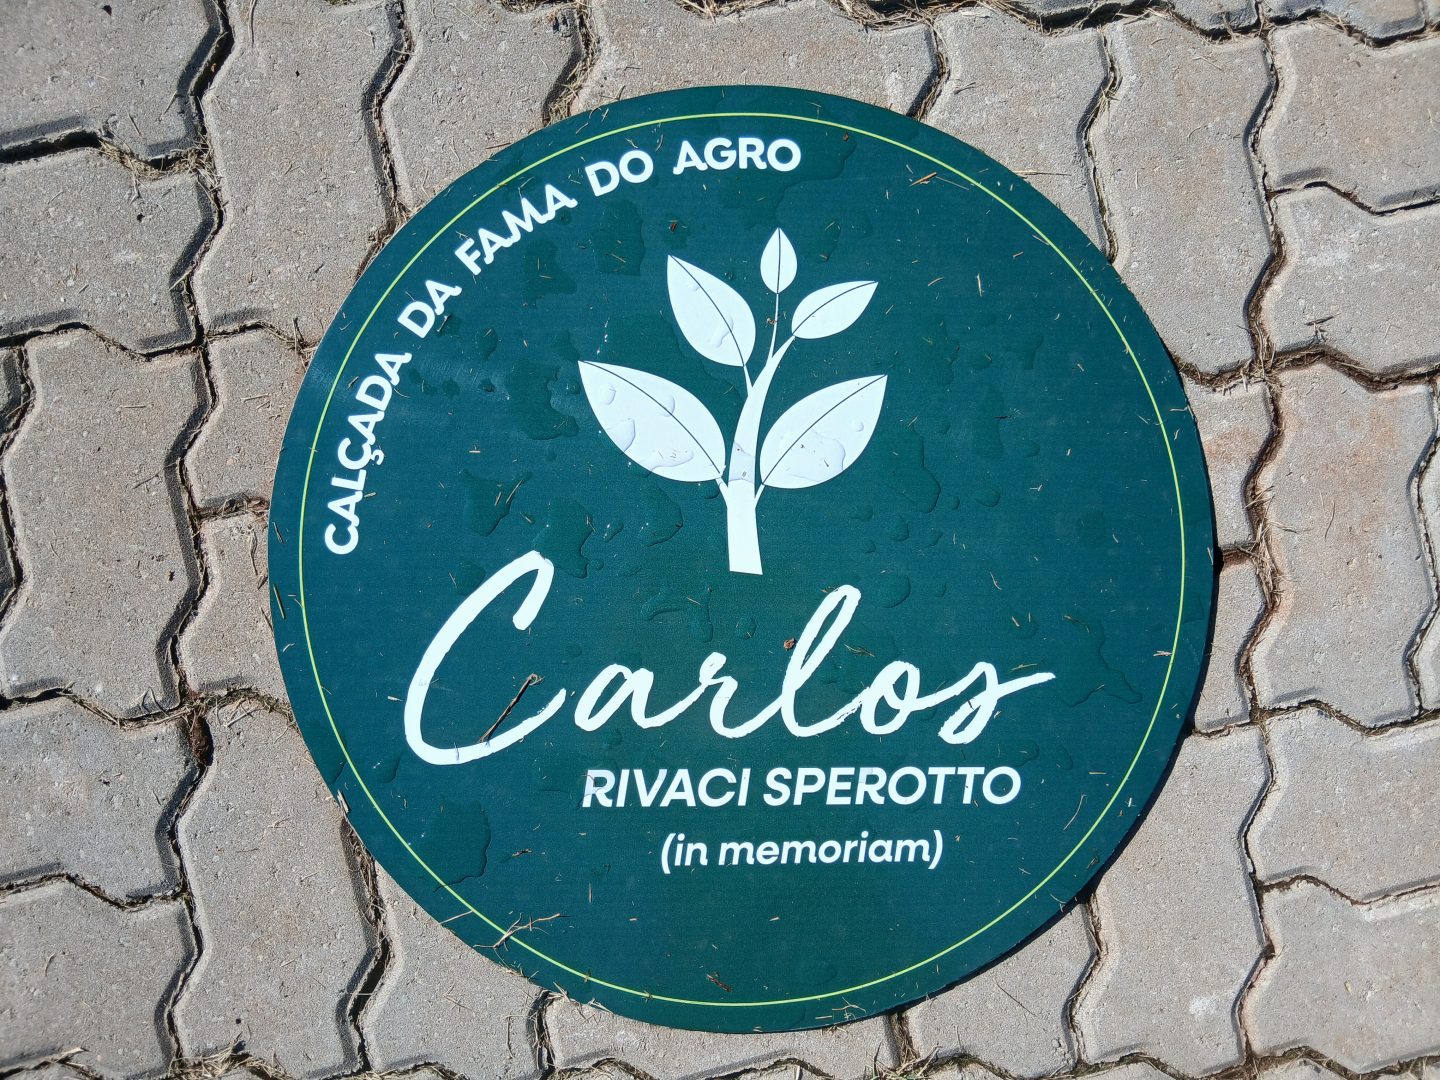 CALÇADA DA FAMA DO AGRO
Carlos
RIVACI SPEROTTO
(in memoriam)